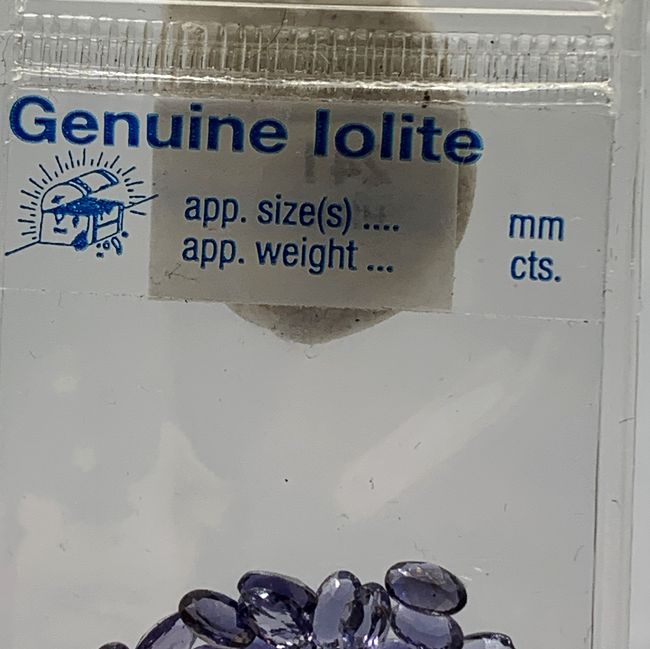 Genuine Iolite
app. size(s) .... mm
app. weight ... cts.